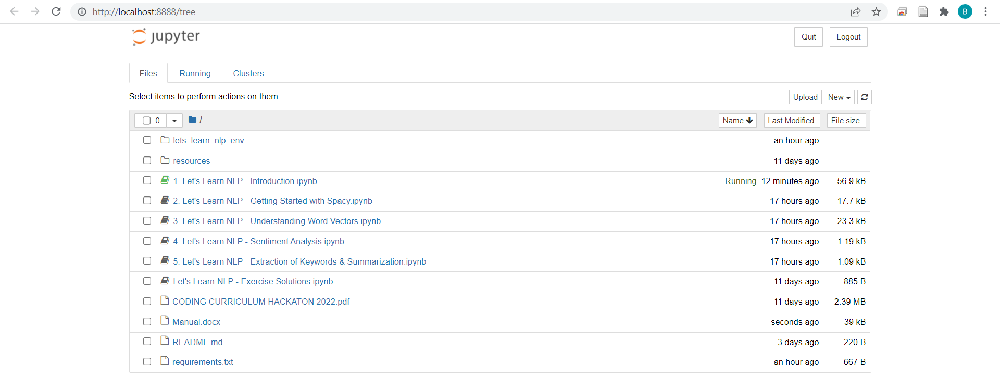 http://localhost:8888/tree
B
jupyter
Quit Logout
Files Running Clusters
Select items to perform actions on them.
Upload New
0 / Name Last Modified File size
lets_learn_nlp_env an hour ago
resources 11 days ago
1. Let's Learn NLP - Introduction.ipynb Running 12 minutes ago 56.9 kB
2. Let's Learn NLP - Getting Started with Spacy.ipynb 17 hours ago 17.7 kB
3. Let's Learn NLP - Understanding Word Vectors.ipynb 17 hours ago 23.3 kB
4. Let's Learn NLP - Sentiment Analysis.ipynb 17 hours ago 1.19 kB
5. Let's Learn NLP - Extraction of Keywords & Summarization.ipynb 17 hours ago 1.09 kB
Let's Learn NLP - Exercise Solutions.ipynb 11 days ago 885 B
CODING CURRICULUM HACKATON 2022.pdf 11 days ago 2.39 MB
Manual.docx seconds ago 39 kB
README.md 3 days ago 220 B
requirements.txt an hour ago 667 B